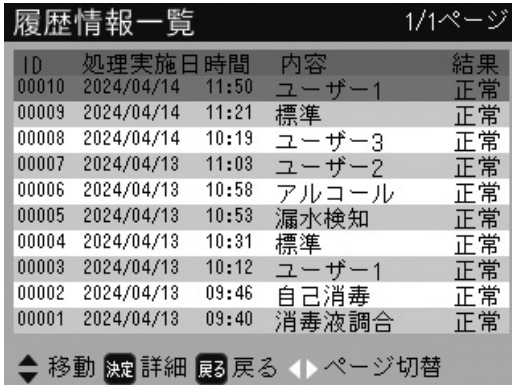 履歴情報一覧 1/1ページ
ID 処理実施日時間 内容 結果
00010 2024/04/14 11:50 ユーザー1 正常
00009 2024/04/14 11:21 標準 正常
00008 2024/04/14 10:19 ユーザー3 正常
00007 2024/04/13 11:03 ユーザー2 正常
00006 2024/04/13 10:58 アルコール 正常
00005 2024/04/13 10:53 漏水検知 正常
00004 2024/04/13 10:31 標準 正常
00003 2024/04/13 10:12 ユーザー1 正常
00002 2024/04/13 09:46 自己消毒 正常
00001 2024/04/13 09:40 消毒液調合 正常
移動 決定 詳細 戻る 戻る ページ切替